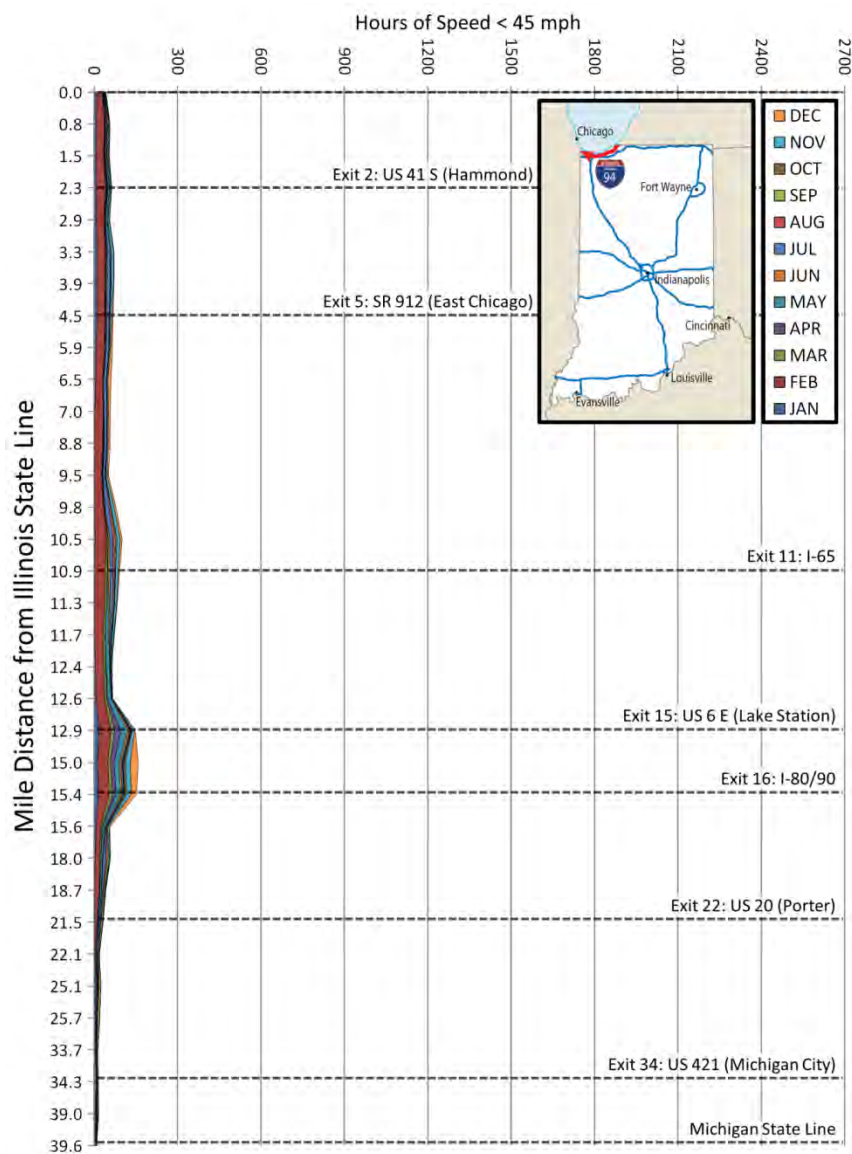 Hours of Speed < 45 mph
0
300
600
900
1200
1500
1800
2100
2400
2700
Mile Distance from Illinois State Line
0.0
0.8
1.5
2.3
2.9
3.3
3.9
4.5
5.9
6.5
7.0
8.8
9.5
9.8
10.5
10.9
11.3
11.7
12.4
12.6
12.9
15.0
15.4
15.6
18.0
18.7
21.5
22.1
25.1
25.7
33.7
34.3
39.0
39.6
Exit 2: US 41 S (Hammond)
Exit 5: SR 912 (East Chicago)
Exit 11: I-65
Exit 15: US 6 E (Lake Station)
Exit 16: I-80/90
Exit 22: US 20 (Porter)
Exit 34: US 421 (Michigan City)
Michigan State Line
Chicago
94
Fort Wayne
Indianapolis
Cincinnati
Louisville
Evansville
DEC
NOV
OCT
SEP
AUG
JUL
JUN
MAY
APR
MAR
FEB
JAN